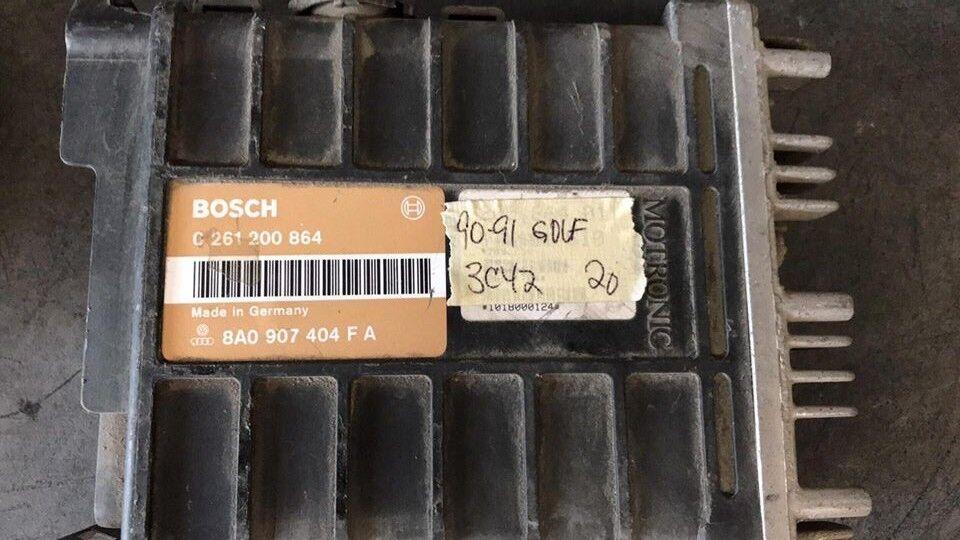 BOSCH
0 261 200 864
Made in Germany
8A0 907 404 F A
90-91 GOLF
3C42 20
*1018000124*
MOTRONIC